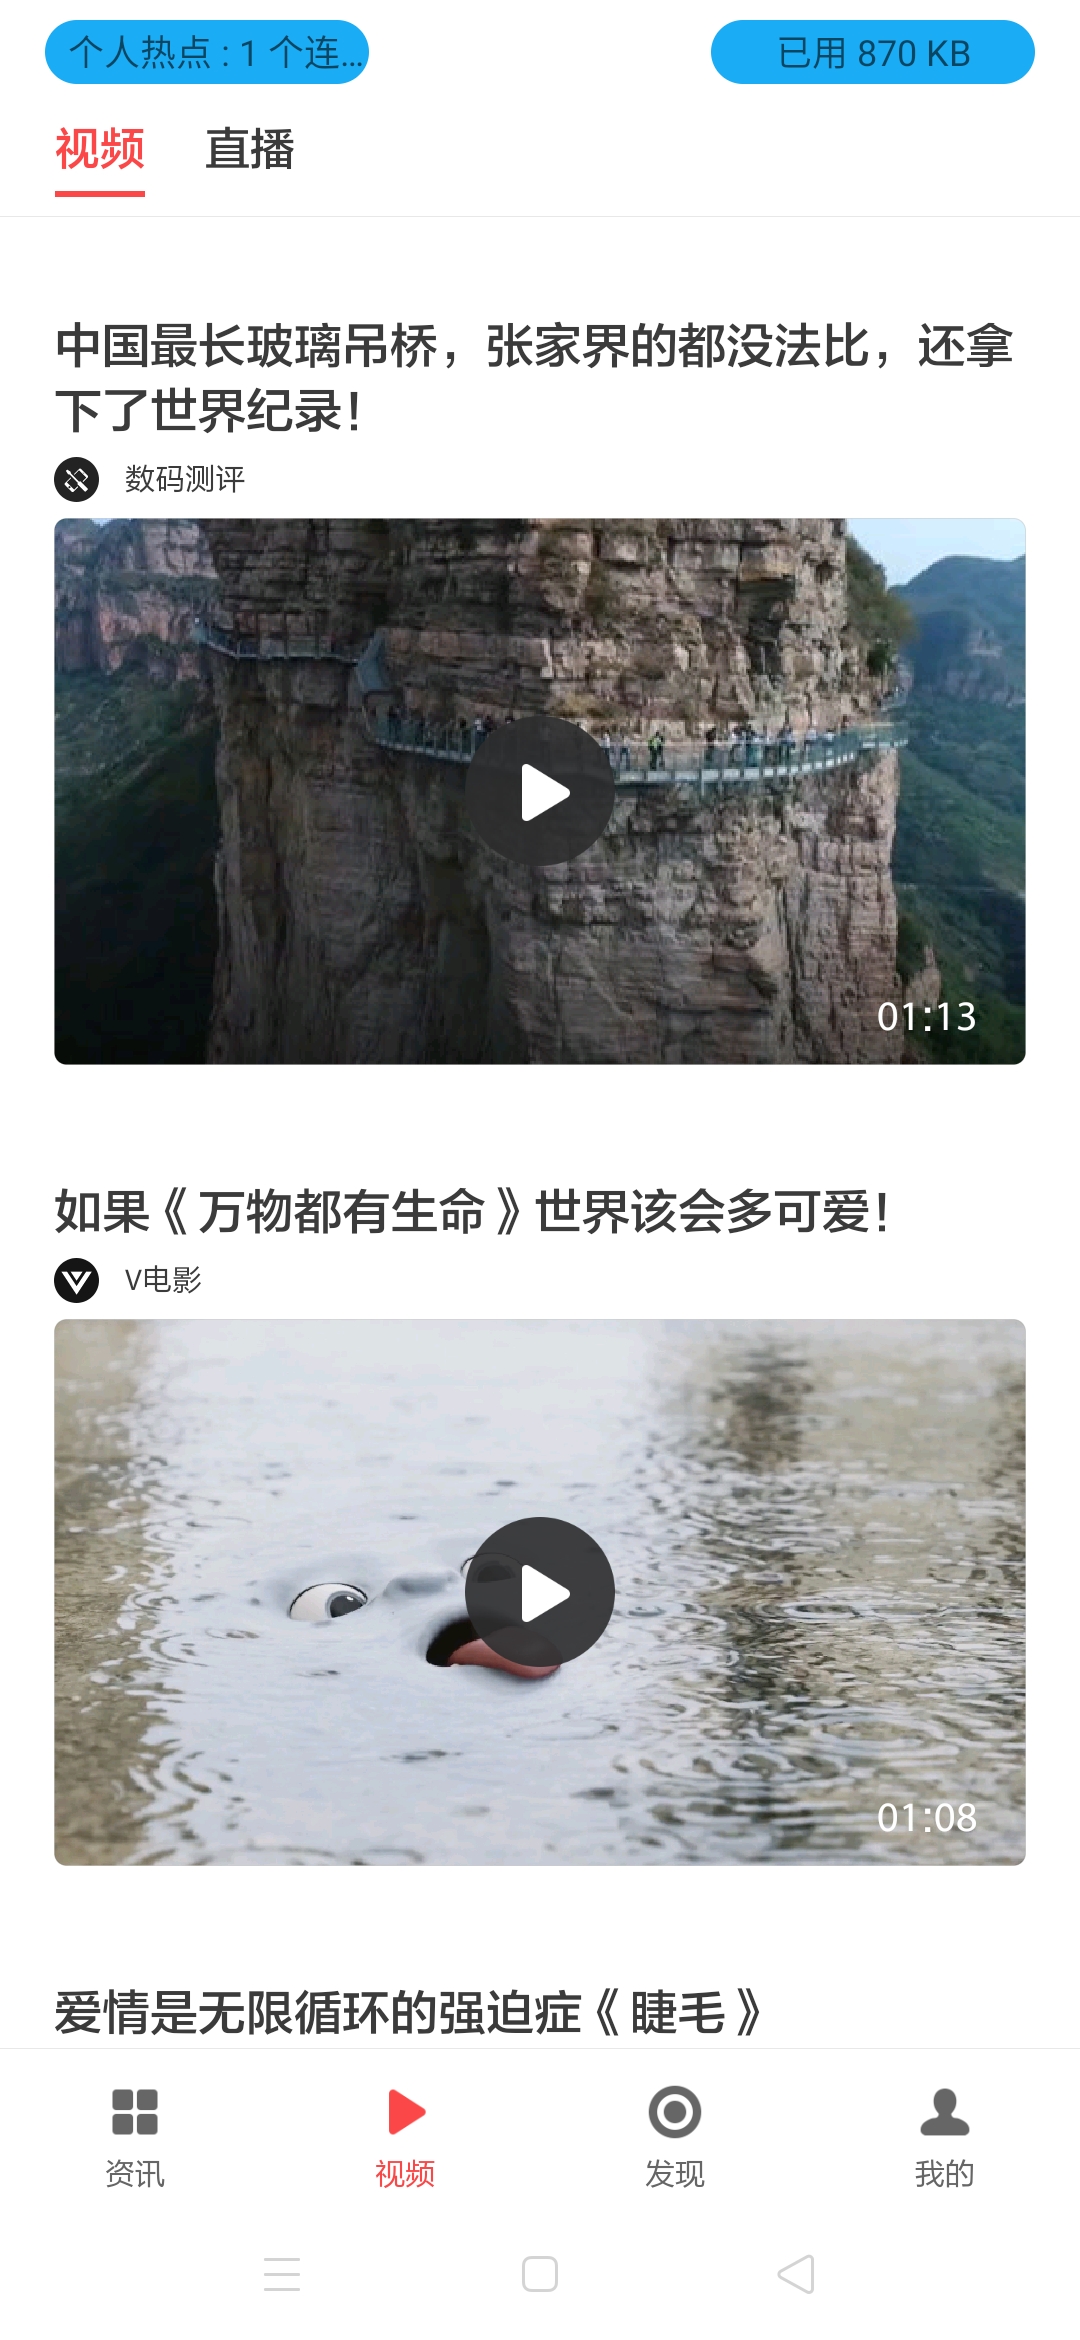 个人热点 : 1 个连...
已用 870 KB
视频
直播
中国最长玻璃吊桥，张家界的都没法比，还拿
下了世界纪录！
数码测评
01:13
如果《万物都有生命》世界该会多可爱！
V电影
01:08
爱情是无限循环的强迫症《睫毛》
资讯
视频
发现
我的